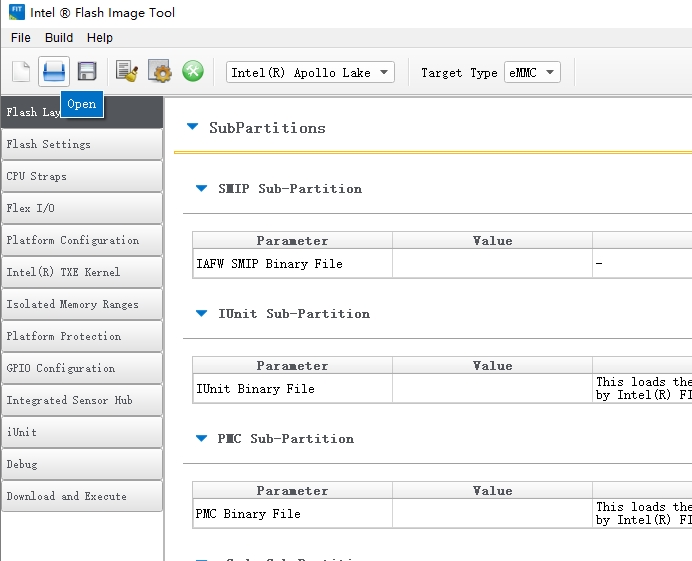 FIT
Intel ® Flash Image Tool
File Build Help
Intel(R) Apollo Lake Target Type eMMC
Open
Flash Lay
Flash Settings
CPU Straps
Flex I/O
Platform Configuration
Intel(R) TXE Kernel
Isolated Memory Ranges
Platform Protection
GPIO Configuration
Integrated Sensor Hub
iUnit
Debug
Download and Execute
SubPartitions
SMIP Sub-Partition
Parameter Value
IAFW SMIP Binary File –
IUnit Sub-Partition
Parameter Value
IUnit Binary File This loads the
by Intel(R) FI
PMC Sub-Partition
Parameter Value
PMC Binary File This loads the
by Intel(R) FI